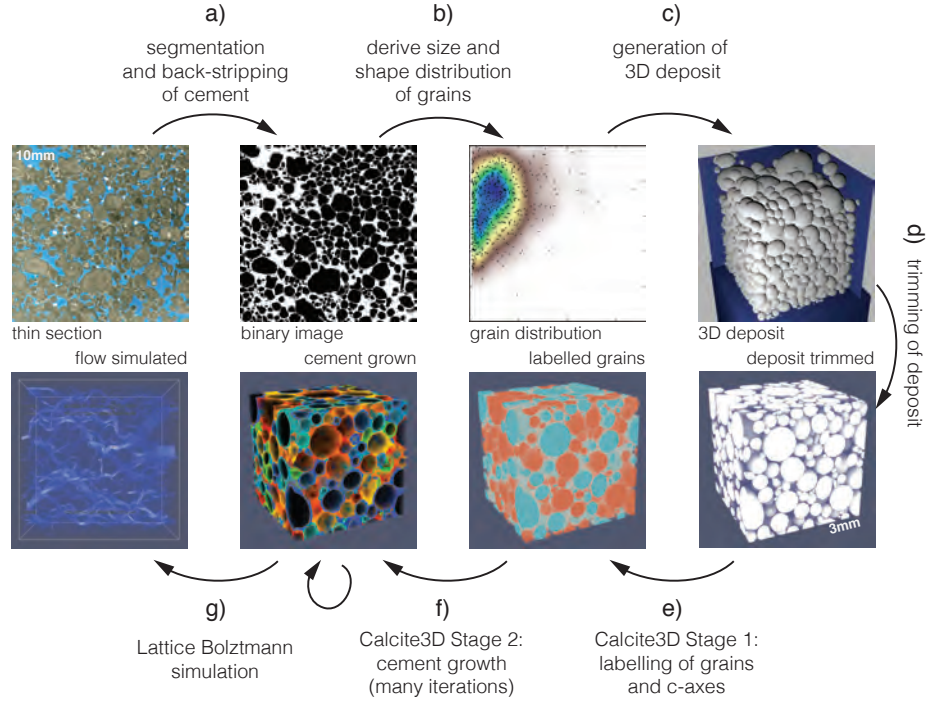 a)
segmentation
and back-stripping
of cement
b)
derive size and
shape distribution
of grains
c)
generation of
3D deposit
10mm
thin section
binary image
grain distribution
3D deposit
d) trimming of deposit
flow simulated
cement grown
labelled grains
deposit trimmed
3mm
g)
Lattice Bolztmann
simulation
f)
Calcite3D Stage 2:
cement growth
(many iterations)
e)
Calcite3D Stage 1:
labelling of grains
and c-axes